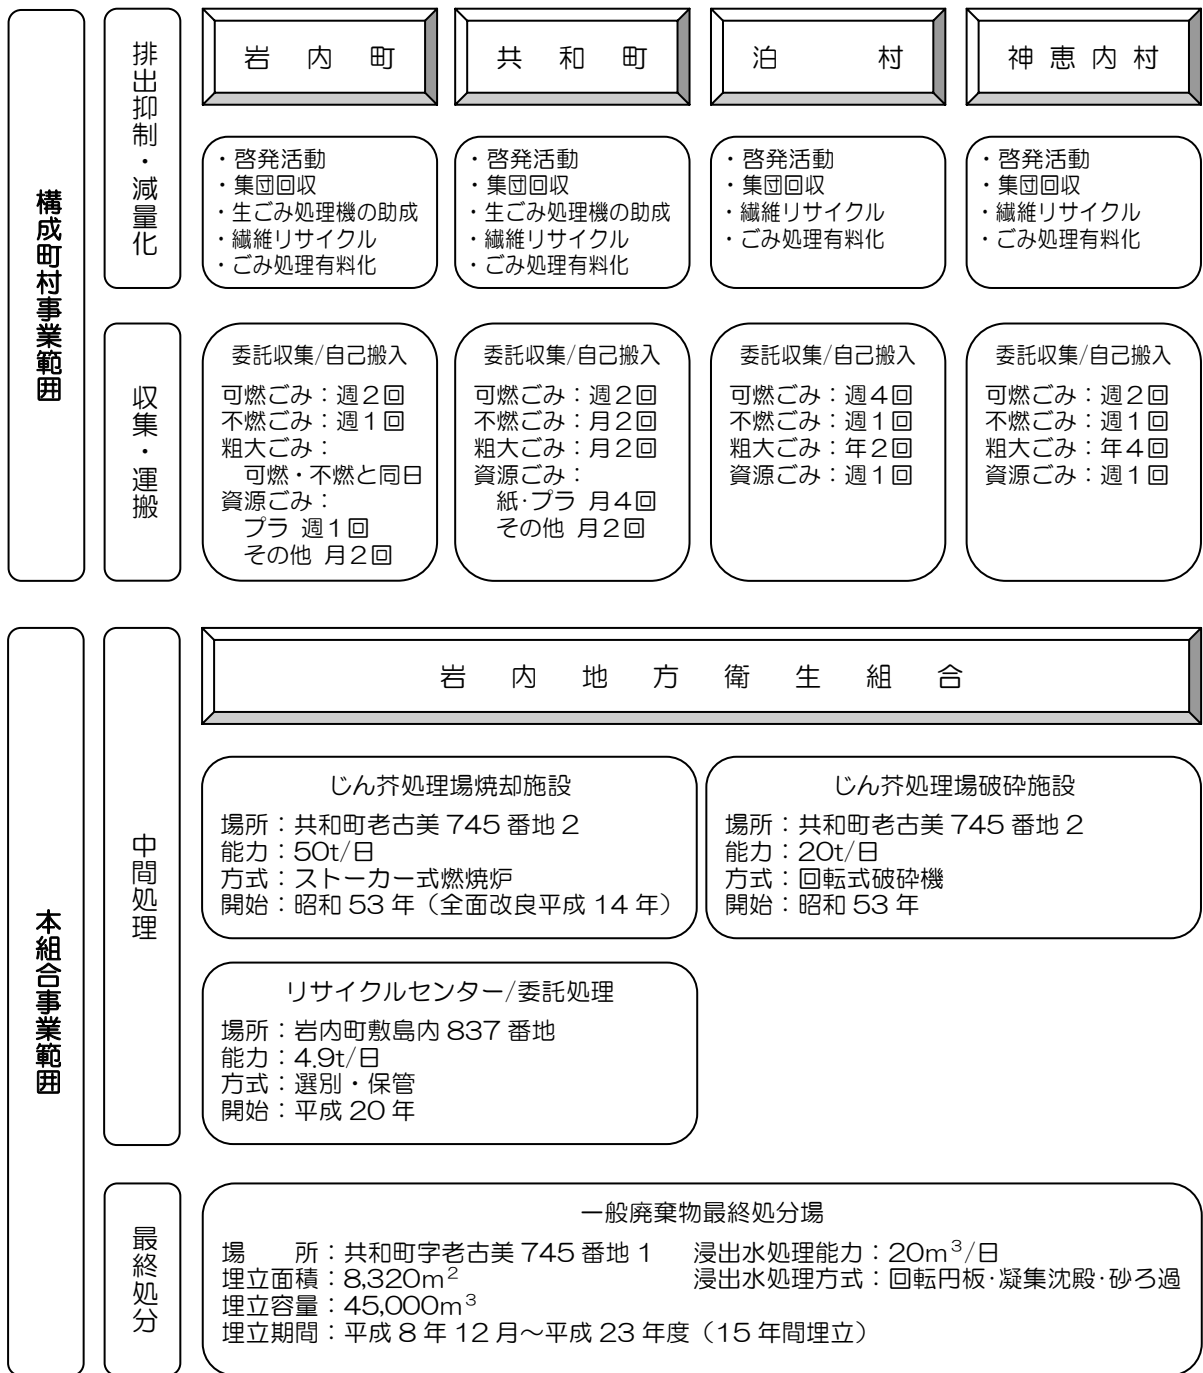 構成町村事業範囲
排出抑制・減量化
岩内町
・啓発活動
・集団回収
・生ごみ処理機の助成
・繊維リサイクル
・ごみ処理有料化
共和町
・啓発活動
・集団回収
・生ごみ処理機の助成
・繊維リサイクル
・ごみ処理有料化
泊村
・啓発活動
・集団回収
・繊維リサイクル
・ごみ処理有料化
神恵内村
・啓発活動
・集団回収
・繊維リサイクル
・ごみ処理有料化
収集・運搬
委託収集/自己搬入
可燃ごみ：週２回
不燃ごみ：週１回
粗大ごみ：
可燃・不燃と同日
資源ごみ：
プラ 週１回
その他 月２回
委託収集/自己搬入
可燃ごみ：週２回
不燃ごみ：月２回
粗大ごみ：月２回
資源ごみ：
紙・プラ 月４回
その他 月２回
委託収集/自己搬入
可燃ごみ：週４回
不燃ごみ：週１回
粗大ごみ：年２回
資源ごみ：週１回
委託収集/自己搬入
可燃ごみ：週２回
不燃ごみ：週１回
粗大ごみ：年４回
資源ごみ：週１回
本組合事業範囲
中間処理
岩内地方衛生組合
じん芥処理場焼却施設
場所：共和町老古美 745 番地 2
能力：50t/日
方式：ストーカー式燃焼炉
開始：昭和 53 年（全面改良平成 14 年）
じん芥処理場破砕施設
場所：共和町老古美 745 番地 2
能力：20t/日
方式：回転式破砕機
開始：昭和 53 年
リサイクルセンター/委託処理
場所：岩内町敷島内 837 番地
能力：4.9t/日
方式：選別・保管
開始：平成 20 年
最終処分
一般廃棄物最終処分場
場　　所：共和町字老古美 745 番地 1
埋立面積：8,320m²
埋立容量：45,000m³
埋立期間：平成 8 年 12 月～平成 23 年度（15 年間埋立）
浸出水処理能力：20m³/日
浸出水処理方式：回転円板・凝集沈殿・砂ろ過